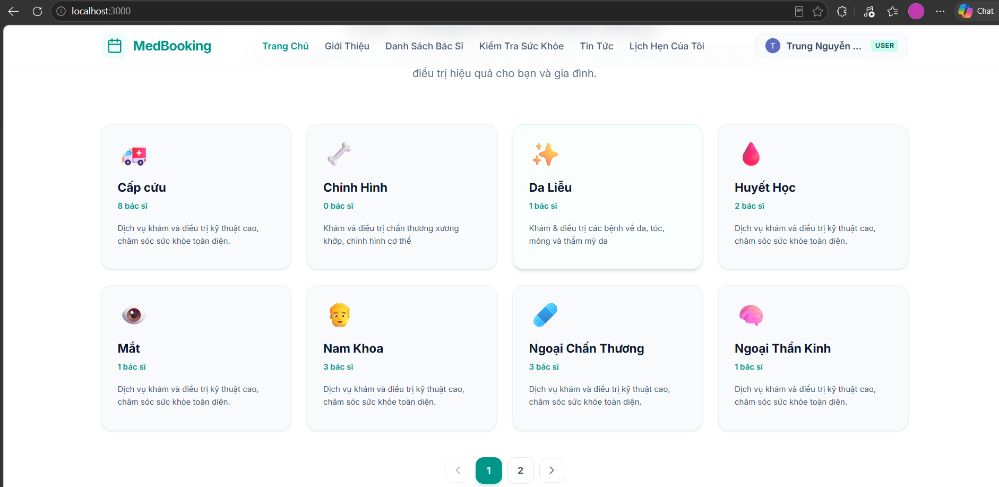 localhost:3000
Chat
MedBooking
Trang Chủ
Giới Thiệu
Danh Sách Bác Sĩ
Kiểm Tra Sức Khỏe
Tin Tức
Lịch Hẹn Của Tôi
T
Trung Nguyễn ...
USER
điều trị hiệu quả cho bạn và gia đình.
Cấp cứu
8 bác sĩ
Dịch vụ khám và điều trị kỹ thuật cao,
chăm sóc sức khỏe toàn diện.
Chỉnh Hình
0 bác sĩ
Khám và điều trị chấn thương xương
khớp, chỉnh hình cơ thể
Da Liễu
1 bác sĩ
Khám & điều trị các bệnh về da, tóc,
móng và thẩm mỹ da
Huyết Học
2 bác sĩ
Dịch vụ khám và điều trị kỹ thuật cao,
chăm sóc sức khỏe toàn diện.
Mắt
1 bác sĩ
Dịch vụ khám và điều trị kỹ thuật cao,
chăm sóc sức khỏe toàn diện.
Nam Khoa
3 bác sĩ
Dịch vụ khám và điều trị kỹ thuật cao,
chăm sóc sức khỏe toàn diện.
Ngoại Chấn Thương
3 bác sĩ
Dịch vụ khám và điều trị kỹ thuật cao,
chăm sóc sức khỏe toàn diện.
Ngoại Thần Kinh
1 bác sĩ
Dịch vụ khám và điều trị kỹ thuật cao,
chăm sóc sức khỏe toàn diện.
1
2